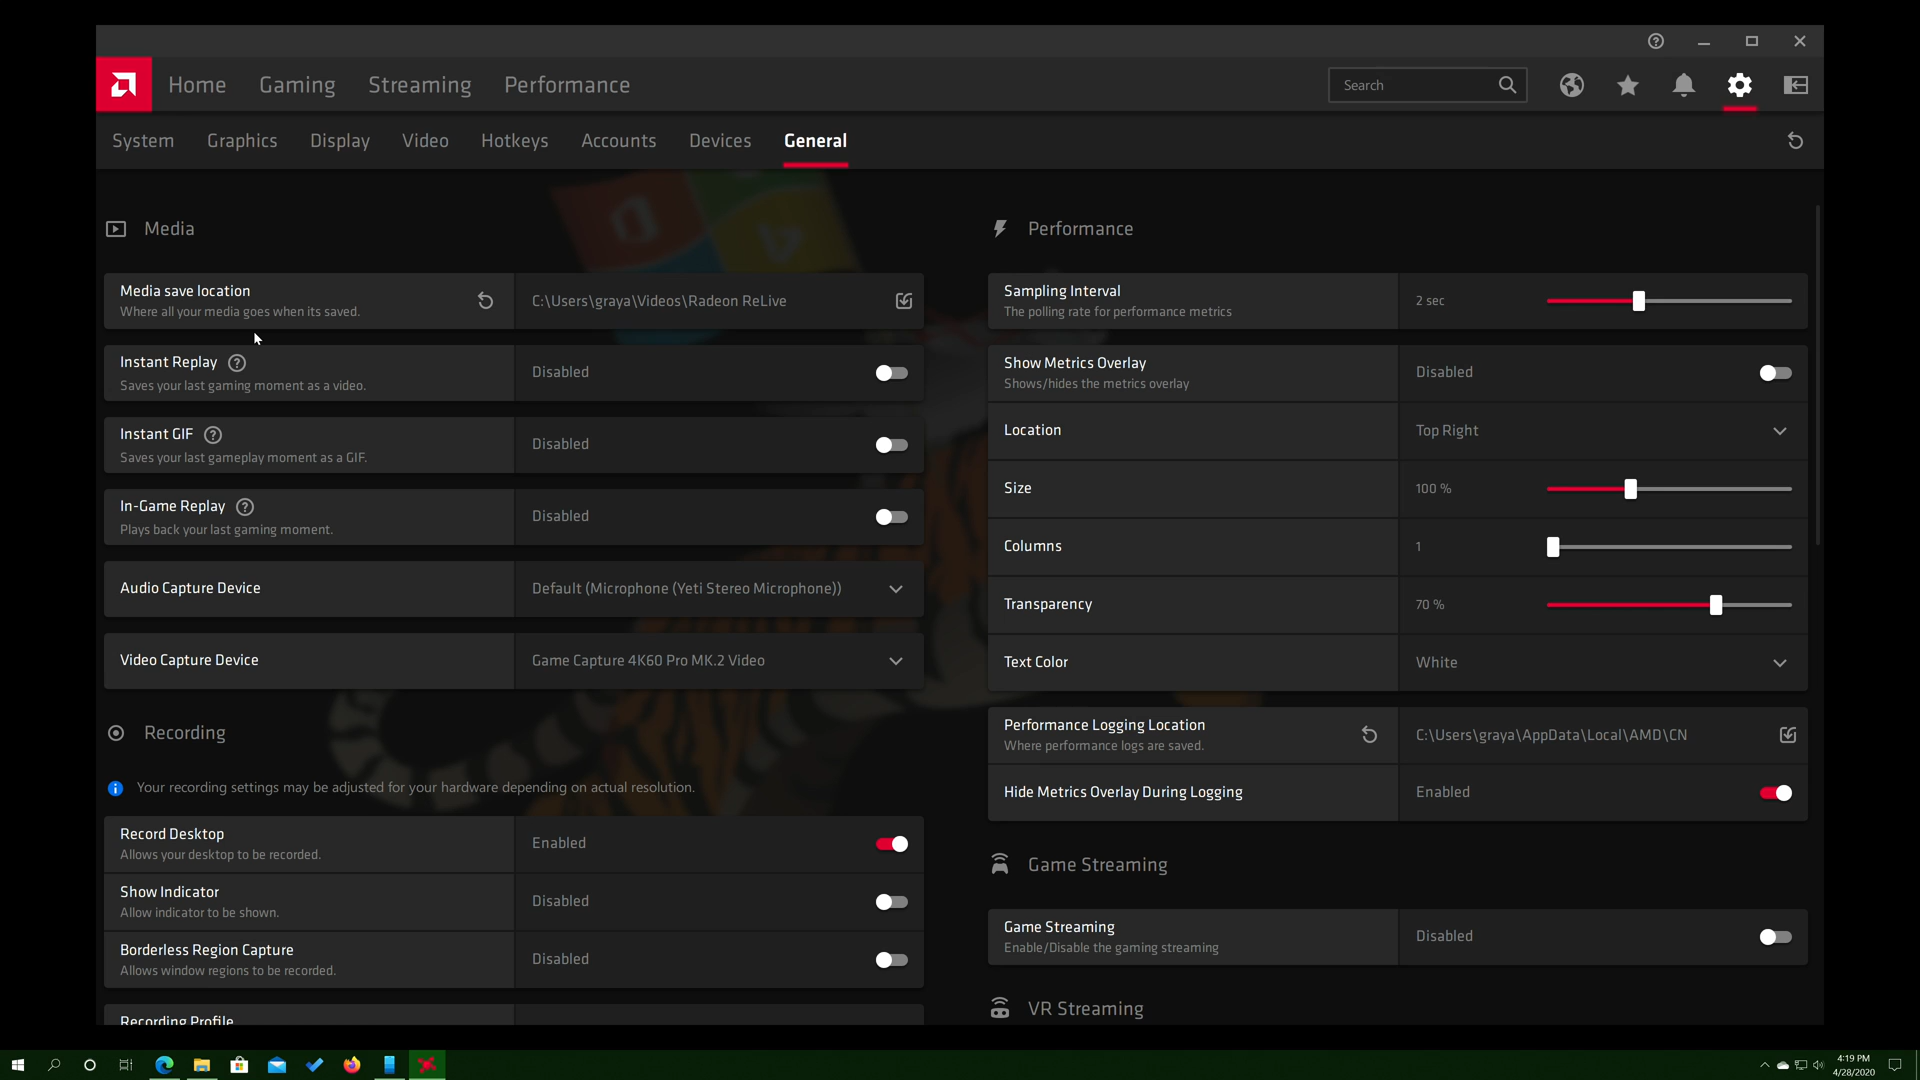 Home
Gaming
Streaming
Performance
Search
System
Graphics
Display
Video
Hotkeys
Accounts
Devices
General
Media
Media save location
Where all your media goes when its saved.
C:\Users\graya\Videos\Radeon ReLive
Instant Replay
Saves your last gaming moment as a video.
Disabled
Instant GIF
Saves your last gameplay moment as a GIF.
Disabled
In-Game Replay
Plays back your last gaming moment.
Disabled
Audio Capture Device
Default (Microphone (Yeti Stereo Microphone))
Video Capture Device
Game Capture 4K60 Pro MK.2 Video
Recording
Your recording settings may be adjusted for your hardware depending on actual resolution.
Record Desktop
Allows your desktop to be recorded.
Enabled
Show Indicator
Allow indicator to be shown.
Disabled
Borderless Region Capture
Allows window regions to be recorded.
Disabled
Recording Profile
Performance
Sampling Interval
The polling rate for performance metrics
2 sec
Show Metrics Overlay
Shows/hides the metrics overlay
Disabled
Location
Top Right
Size
100 %
Columns
1
Transparency
70 %
Text Color
White
Performance Logging Location
Where performance logs are saved.
C:\Users\graya\AppData\Local\AMD\CN
Hide Metrics Overlay During Logging
Enabled
Game Streaming
Game Streaming
Enable/Disable the gaming streaming
Disabled
VR Streaming
4:19 PM
4/28/2020